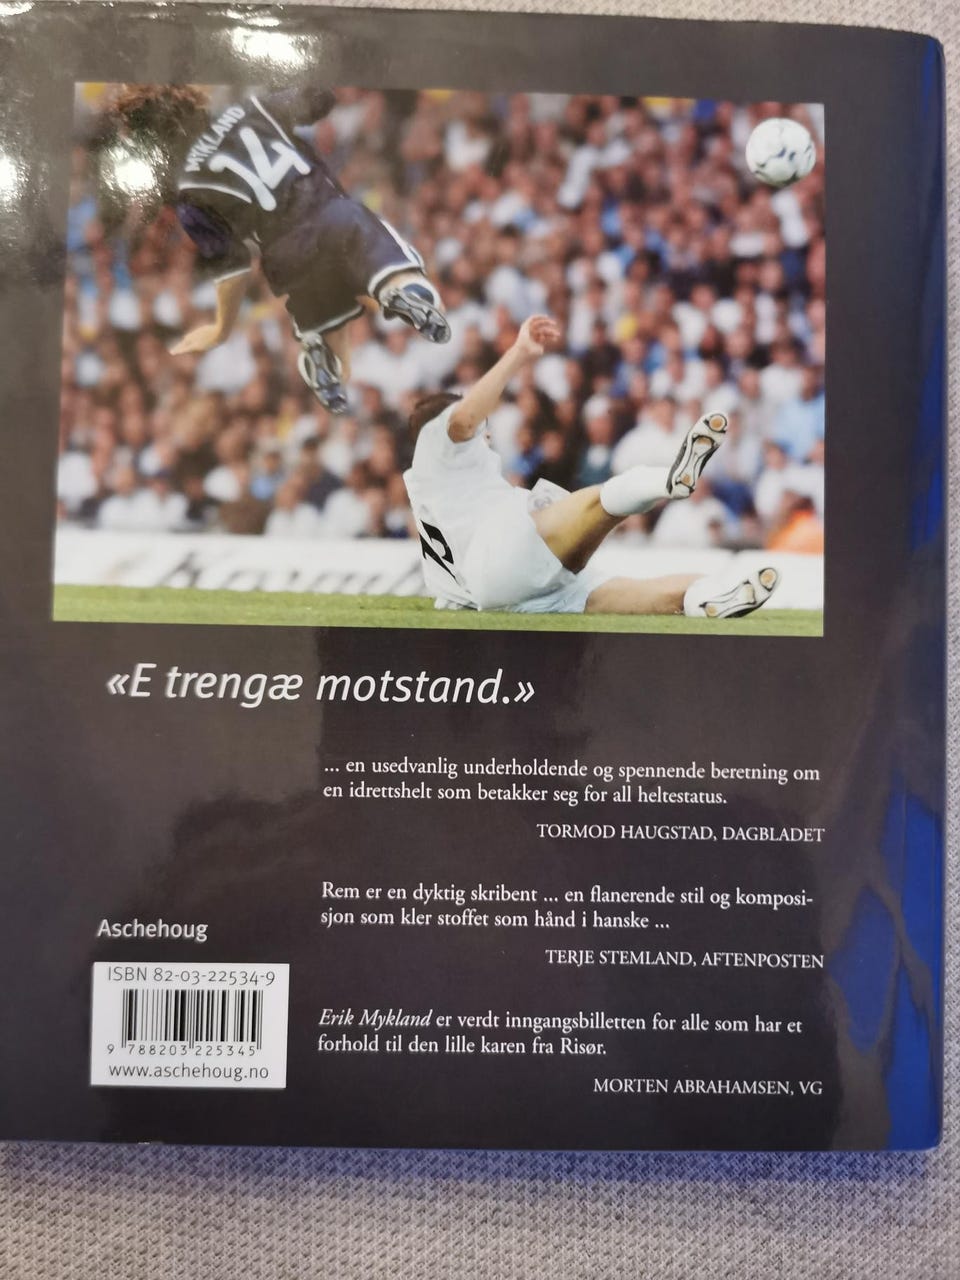 MYKLAND
14
«E trengæ motstand.»
... en usedvanlig underholdende og spennende beretning om
en idrettshelt som betakker seg for all heltestatus.
TORMOD HAUGSTAD, DAGBLADET
Rem er en dyktig skribent ... en flanerende stil og komposi-
sjon som kler stoffet som hånd i hanske ...
TERJE STEMLAND, AFTENPOSTEN
Aschehoug
ISBN 82-03-22534-9
9 788203 225345
www.aschehoug.no
Erik Mykland er verdt inngangsbilletten for alle som har et
forhold til den lille karen fra Risør.
MORTEN ABRAHAMSEN, VG